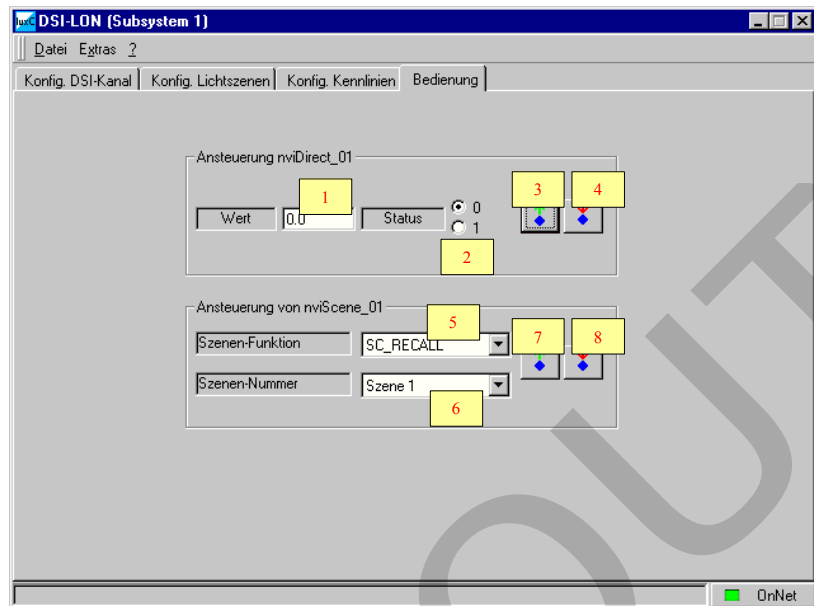 luxC DSI-LON (Subsystem 1)
Datei Extras ?
Konfig. DSI-Kanal Konfig. Lichtszenen Konfig. Kennlinien Bedienung
Ansteuerung nviDirect_01
1 3 4
Wert 0.0 Status 0
1
2
Ansteuerung von nviScene_01
5
Szenen-Funktion SC_RECALL 7 8
Szenen-Nummer Szene 1
6
OUT
OnNet